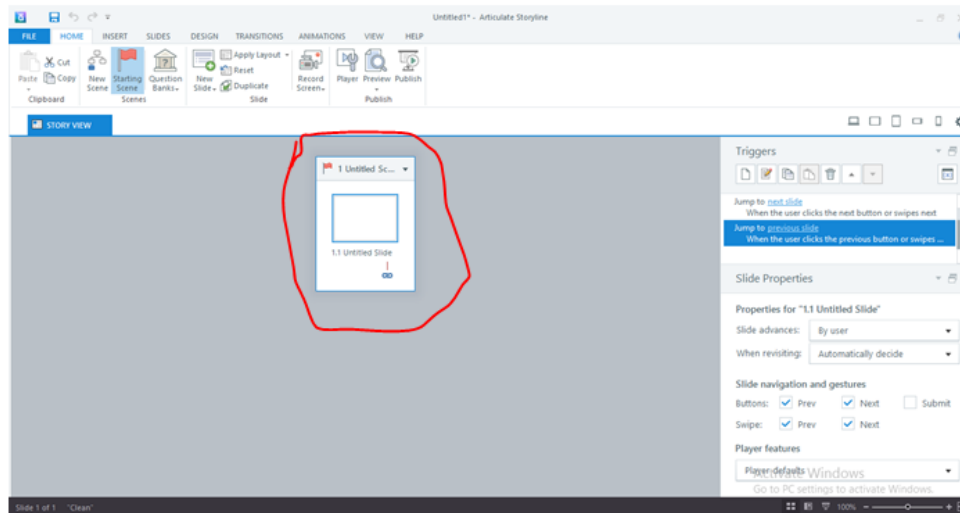 Untitled1* - Articulate Storyline
FILE HOME INSERT SLIDES DESIGN TRANSITIONS ANIMATIONS VIEW HELP
Paste
Cut
Copy
Clipboard
New Scene
Starting Scene
Question Banks
Scenes
New Slide
Apply Layout
Reset
Duplicate
Slide
Record Screen
Player
Preview
Publish
Publish
STORY VIEW
1 Untitled Sc...
1.1 Untitled Slide
Triggers
Jump to next slide
When the user clicks the next button or swipes next
Jump to previous slide
When the user clicks the previous button or swipes ...
Slide Properties
Properties for "1.1 Untitled Slide"
Slide advances: By user
When revisiting: Automatically decide
Slide navigation and gestures
Buttons: Prev Next Submit
Swipe: Prev Next
Player features
Player defaults
Activate Windows
Go to PC settings to activate Windows.
Slide 1 of 1 "Clean" 100%